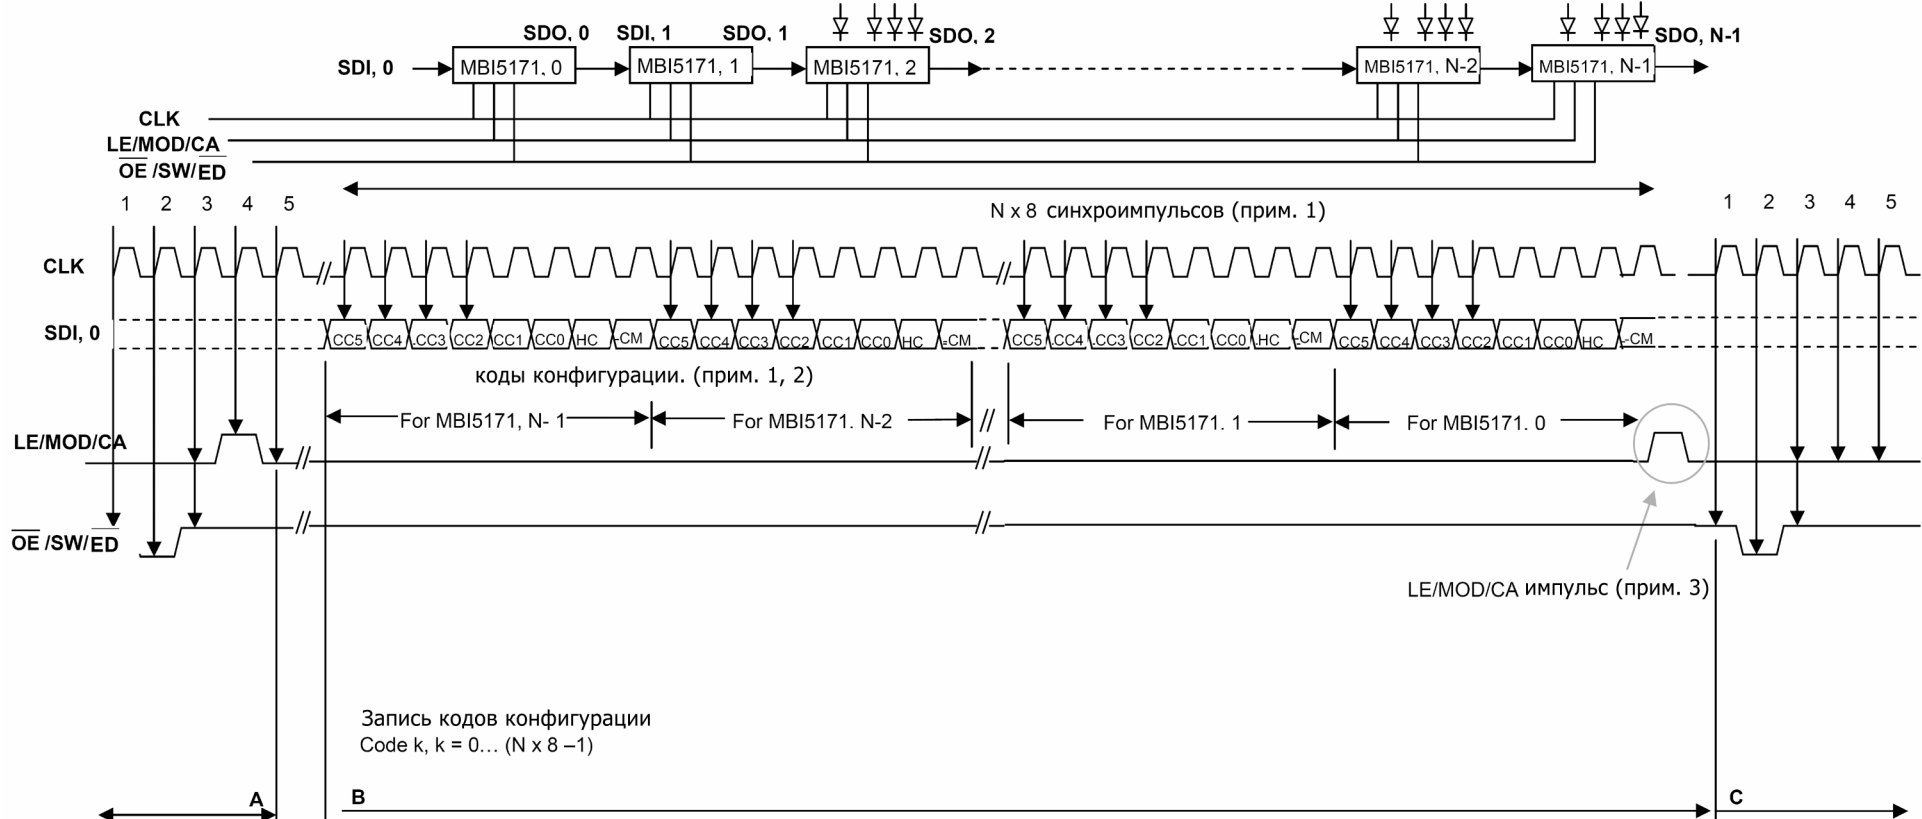 SDO, 0 SDI, 1 SDO, 1 SDO, 2 SDO, N-1
SDI, 0 MBI5171, 0 MBI5171, 1 MBI5171, 2 MBI5171, N-2 MBI5171, N-1
CLK
LE/MOD/CA
OE /SW/ED
1 2 3 4 5 1 2 3 4 5
N x 8 синхроимпульсов (прим. 1)
CLK
SDI, 0
CC5 CC4 CC3 CC2 CC1 CC0 HC -CM CC5 CC4 CC3 CC2 CC1 CC0 HC -CM CC5 CC4 CC3 CC2 CC1 CC0 HC -CM CC5 CC4 CC3 CC2 CC1 CC0 HC -CM
коды конфигурации. (прим. 1, 2)
For MBI5171, N- 1 For MBI5171. N-2 For MBI5171. 1 For MBI5171. 0
LE/MOD/CA
OE /SW/ED
LE/MOD/CA импульс (прим. 3)
Запись кодов конфигурации
Code k, k = 0... (N x 8 –1)
A B C